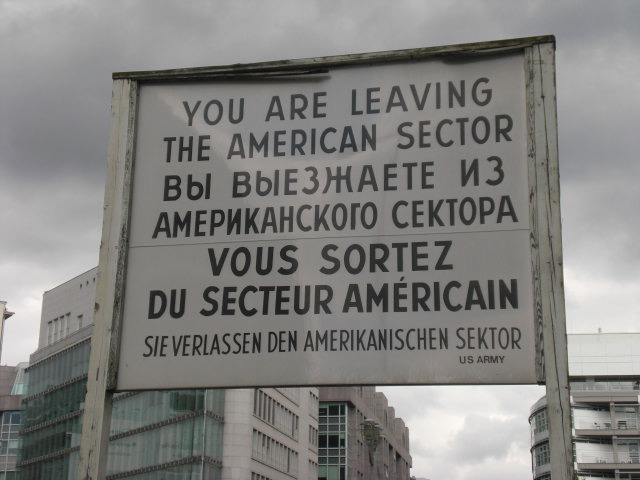 YOU ARE LEAVING
THE AMERICAN SECTOR
ВЫ ВЫЕЗЖАЕТЕ ИЗ
АМЕРИКАНСКОГО СЕКТОРА
VOUS SORTEZ
DU SECTEUR AMÉRICAIN
SIE VERLASSEN DEN AMERIKANISCHEN SEKTOR
US ARMY